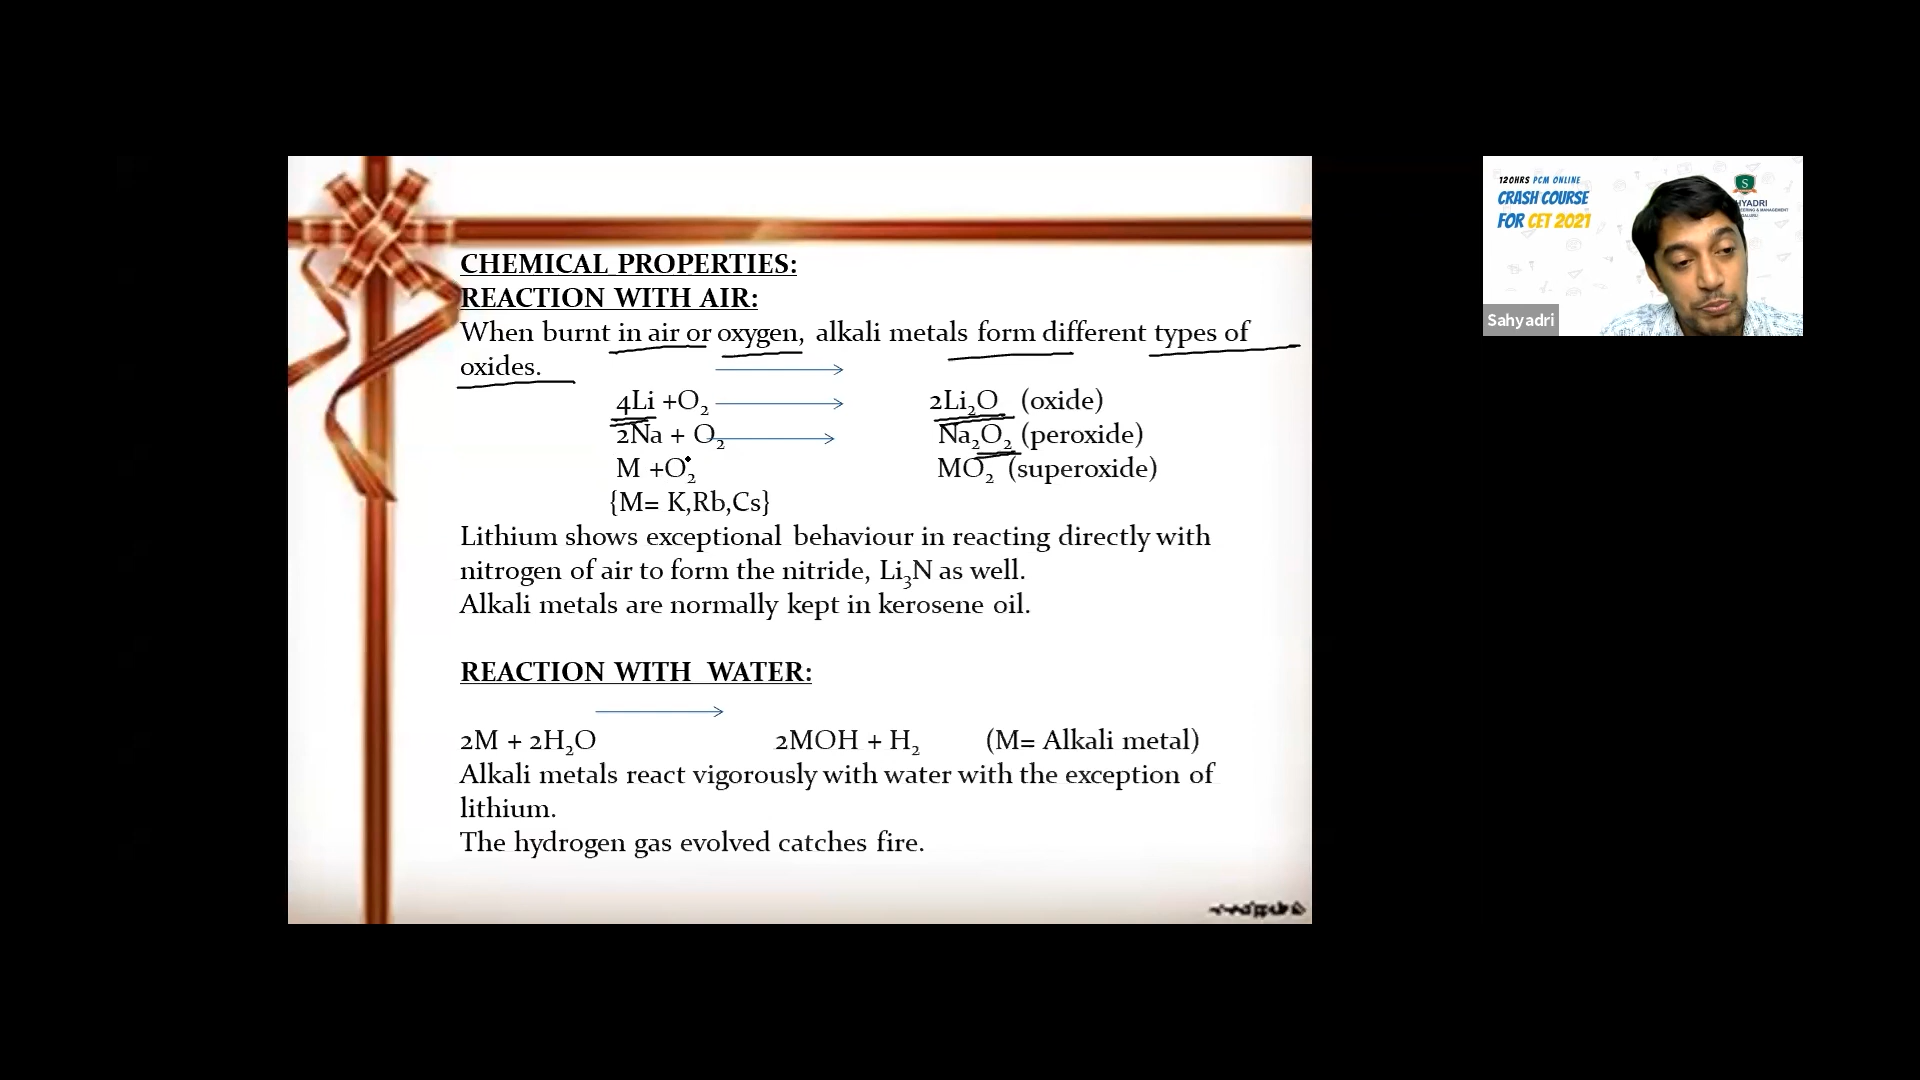 CHEMICAL PROPERTIES:
REACTION WITH AIR:
When burnt in air or oxygen, alkali metals form different types of
oxides.
4Li +O₂ 2Li₂O (oxide)
2Na + O₂ Na₂O₂ (peroxide)
M +O₂ MO₂ (superoxide)
{M= K,Rb,Cs}
Lithium shows exceptional behaviour in reacting directly with
nitrogen of air to form the nitride, Li₃N as well.
Alkali metals are normally kept in kerosene oil.
REACTION WITH WATER:
2M + 2H₂O 2MOH + H₂ (M= Alkali metal)
Alkali metals react vigorously with water with the exception of
lithium.
The hydrogen gas evolved catches fire.
120HRS PCM ONLINE
CRASH COURSE
FOR CET 2021
S
HYADRI
Sahyadri